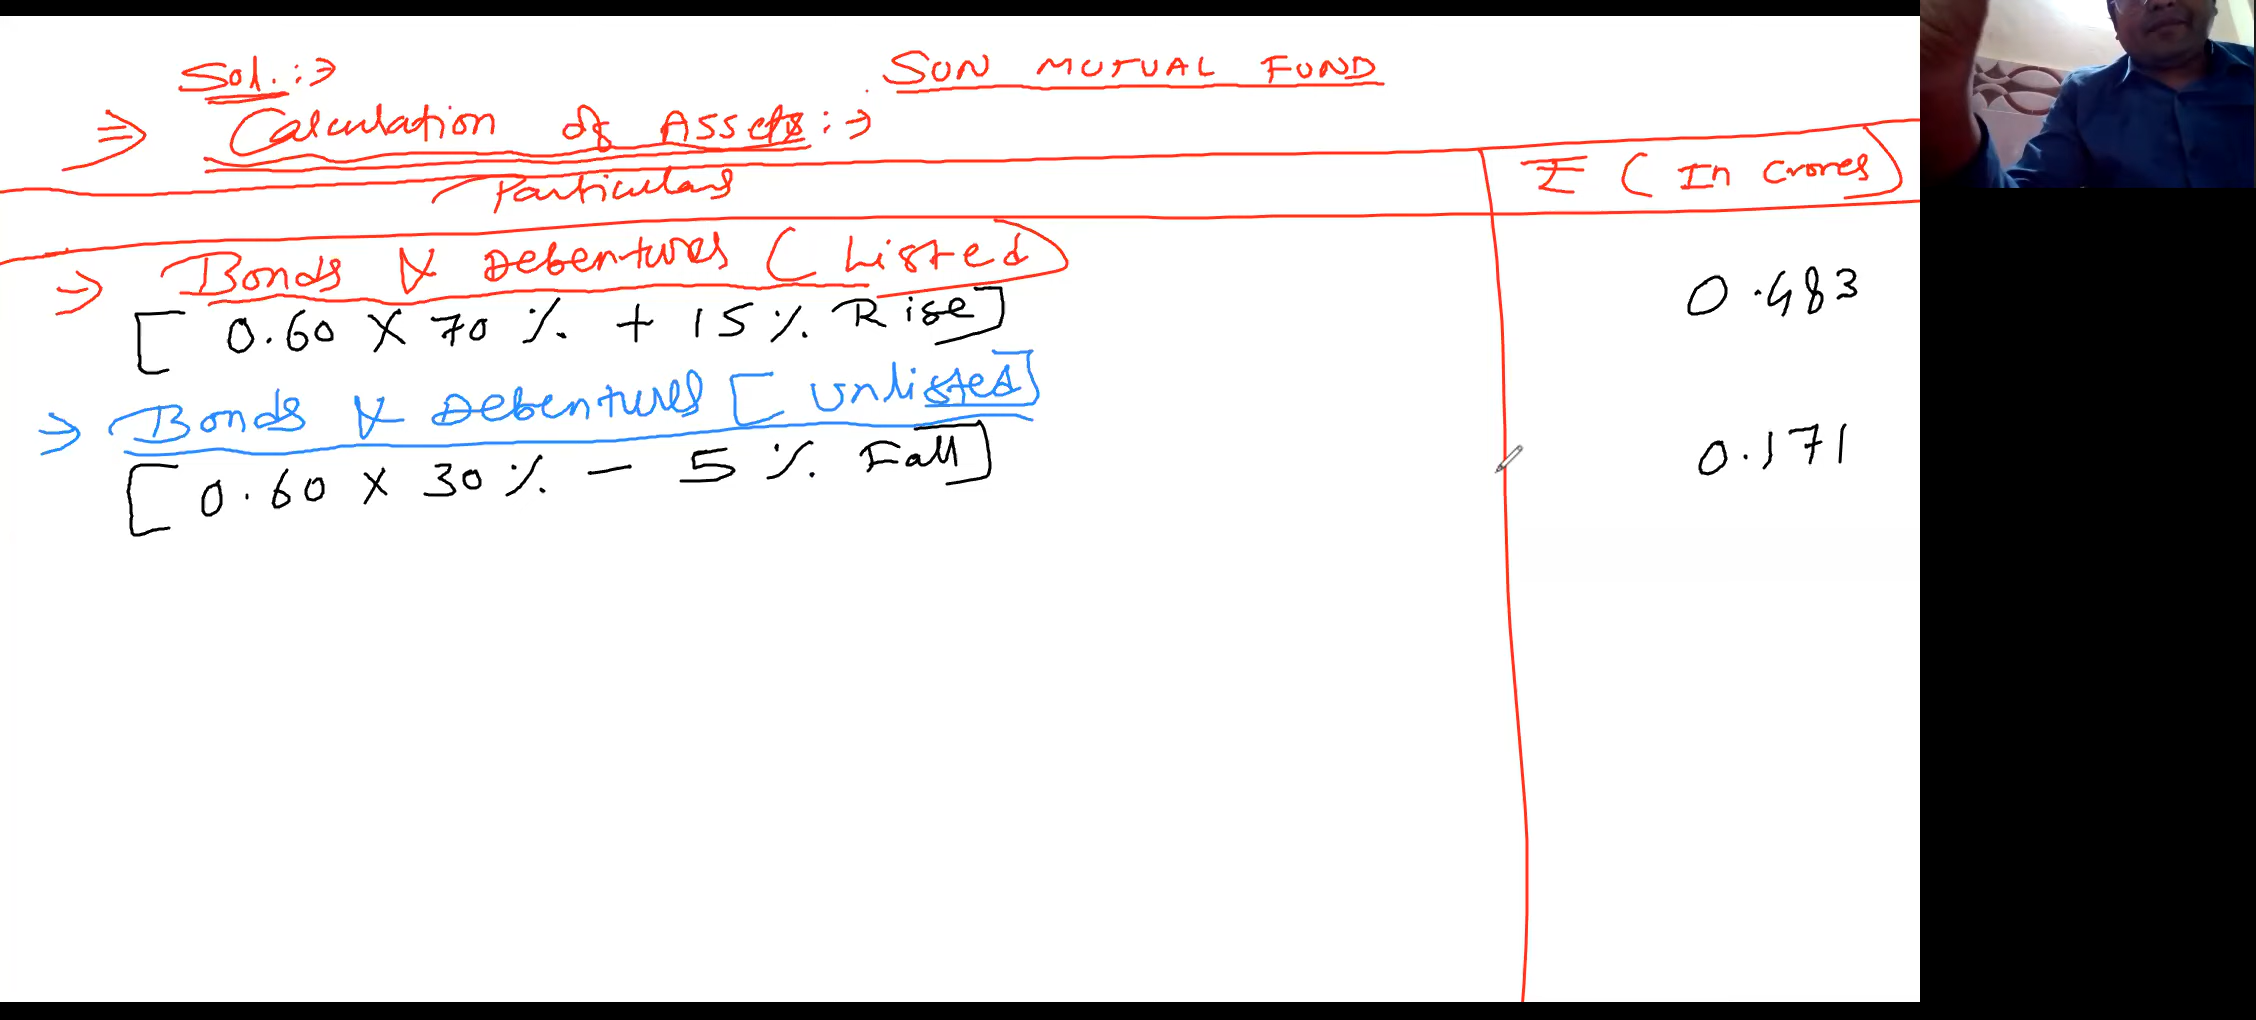 Sol. :⇒
SUN MUTUAL FUND
⇒ Calculation of Assets :→
Particulars
₹ (In Crores)
⇒ Bonds & Debentures (Listed)
0.483
[ 0.60 X 70 % + 15 % Rise ]
⇒ Bonds & Debentures [ Unlisted ]
0.171
[ 0.60 X 30 % - 5 % Fall ]